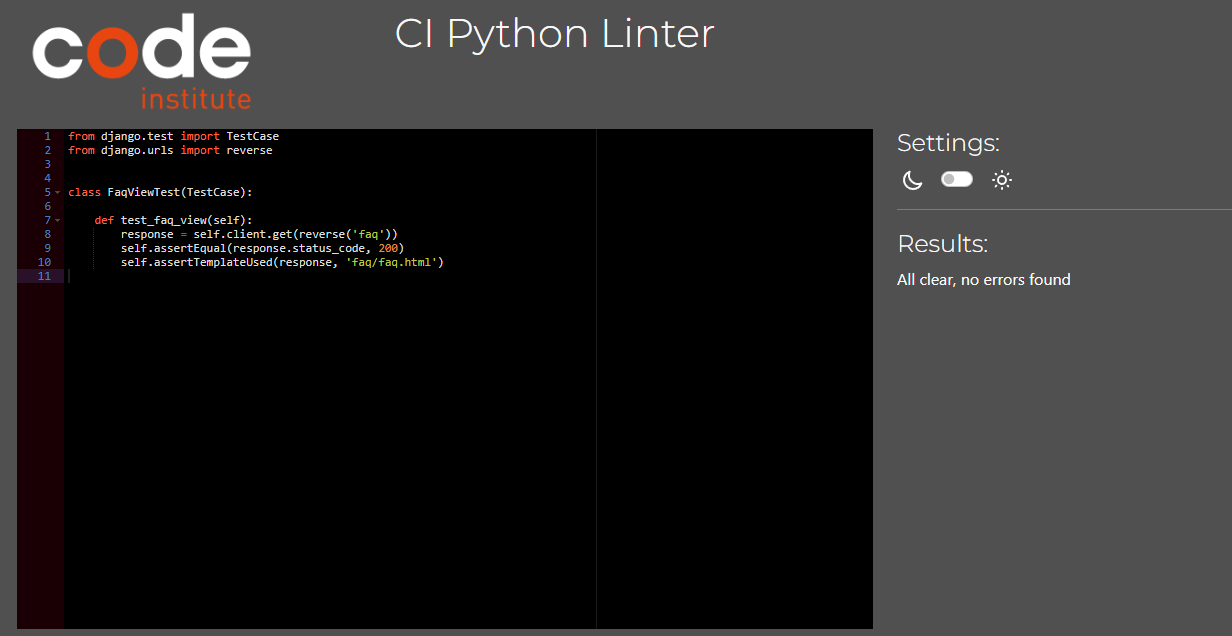 code
institute
CI Python Linter
1 from django.test import TestCase
2 from django.urls import reverse
3
4
5 class FaqViewTest(TestCase):
6
7     def test_faq_view(self):
8         response = self.client.get(reverse('faq'))
9         self.assertEqual(response.status_code, 200)
10         self.assertTemplateUsed(response, 'faq/faq.html')
11
Settings:
Results:
All clear, no errors found